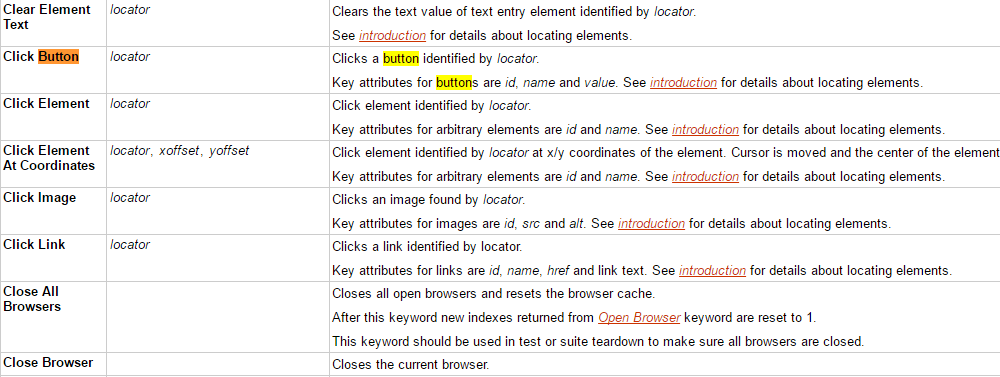 Clear Element Text locator Clears the text value of text entry element identified by locator.
See introduction for details about locating elements.
Click Button locator Clicks a button identified by locator.
Key attributes for buttons are id, name and value. See introduction for details about locating elements.
Click Element locator Click element identified by locator.
Key attributes for arbitrary elements are id and name. See introduction for details about locating elements.
Click Element At Coordinates locator, xoffset, yoffset Click element identified by locator at x/y coordinates of the element. Cursor is moved and the center of the element
Key attributes for arbitrary elements are id and name. See introduction for details about locating elements.
Click Image locator Clicks an image found by locator.
Key attributes for images are id, src and alt. See introduction for details about locating elements.
Click Link locator Clicks a link identified by locator.
Key attributes for links are id, name, href and link text. See introduction for details about locating elements.
Close All Browsers Closes all open browsers and resets the browser cache.
After this keyword new indexes returned from Open Browser keyword are reset to 1.
This keyword should be used in test or suite teardown to make sure all browsers are closed.
Close Browser Closes the current browser.